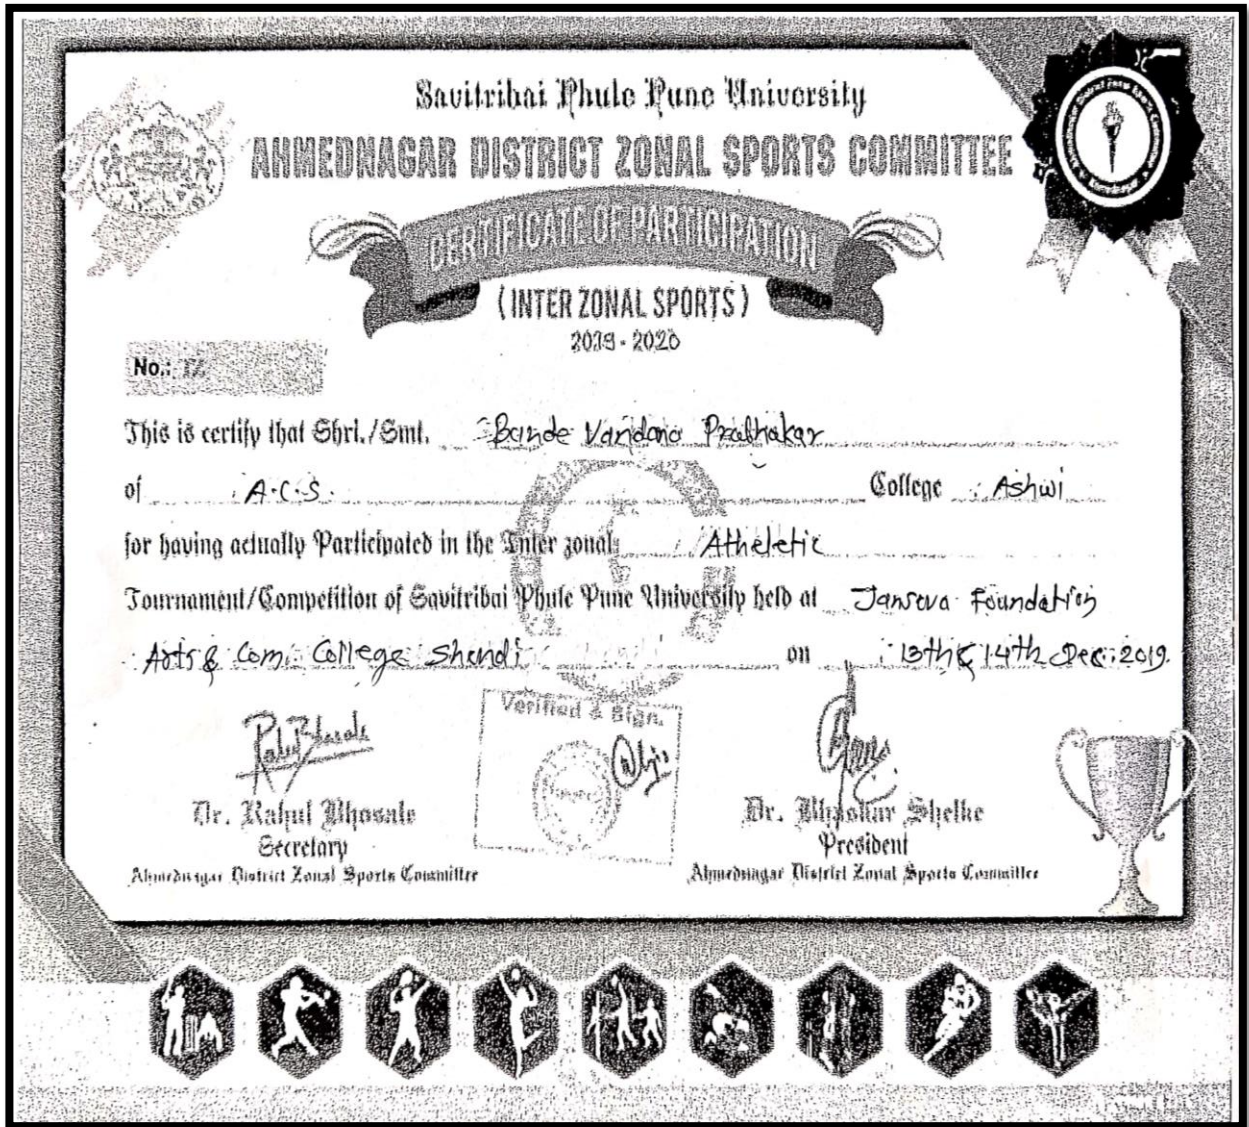 Savitribai Phule Pune University
AHMEDNAGAR DISTRICT ZONAL SPORTS COMMITTEE
CERTIFICATE OF PARTICIPATION
(INTER ZONAL SPORTS)
2019 - 2020
No.:
This is certify that Shri./Smt. Bande Vandana Prabhakar
of A.C.S. College Ashwi
for having actually Participated in the Inter zonal Atheletic
Tournament/Competition of Savitribai Phule Pune University held at Janseva Foundation
Arts & Com. College Shendi on 13th & 14th Dec. 2019.
Verified & Sign.
Dr. Rahul Bhosale
Secretary
Ahmednagar District Zonal Sports Committee
Dr. Bhaskar Shelke
President
Ahmednagar District Zonal Sports Committee